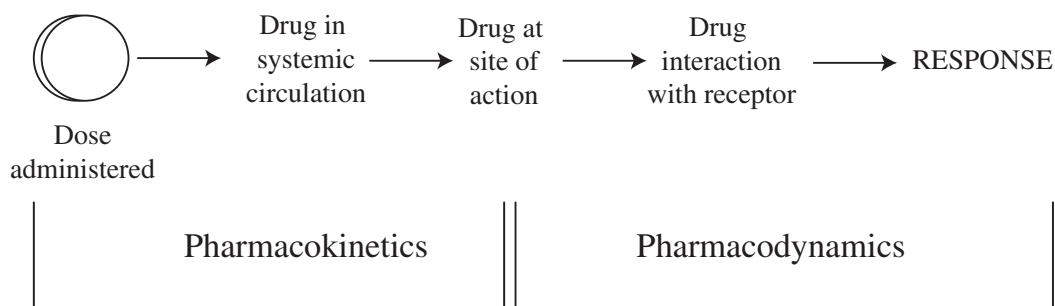 Dose
administered
Drug in
systemic
circulation
Drug at
site of
action
Drug
interaction
with receptor
RESPONSE
Pharmacokinetics
Pharmacodynamics